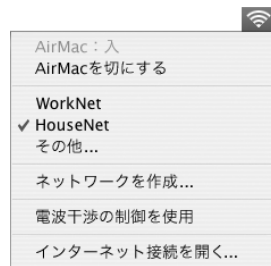 AirMac：入
AirMacを切にする
WorkNet
✓ HouseNet
その他...
ネットワークを作成...
電波干渉の制御を使用
インターネット接続を開く...